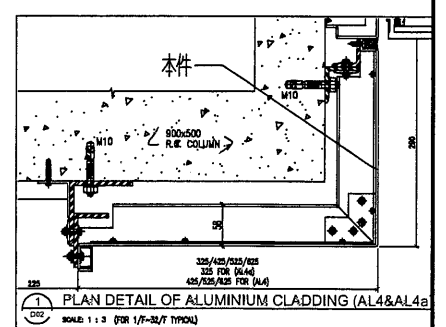 本件
M10
M10
900x500
R.C. COLUMN
280
58
325/425/525/625
325 FOR (AL4a)
425/525/625 FOR (AL4)
225
1
D02
PLAN DETAIL OF ALUMINIUM CLADDING (AL4&AL4a
SCALE 1 : 3 (FOR 1/F-32/F TYPICAL)